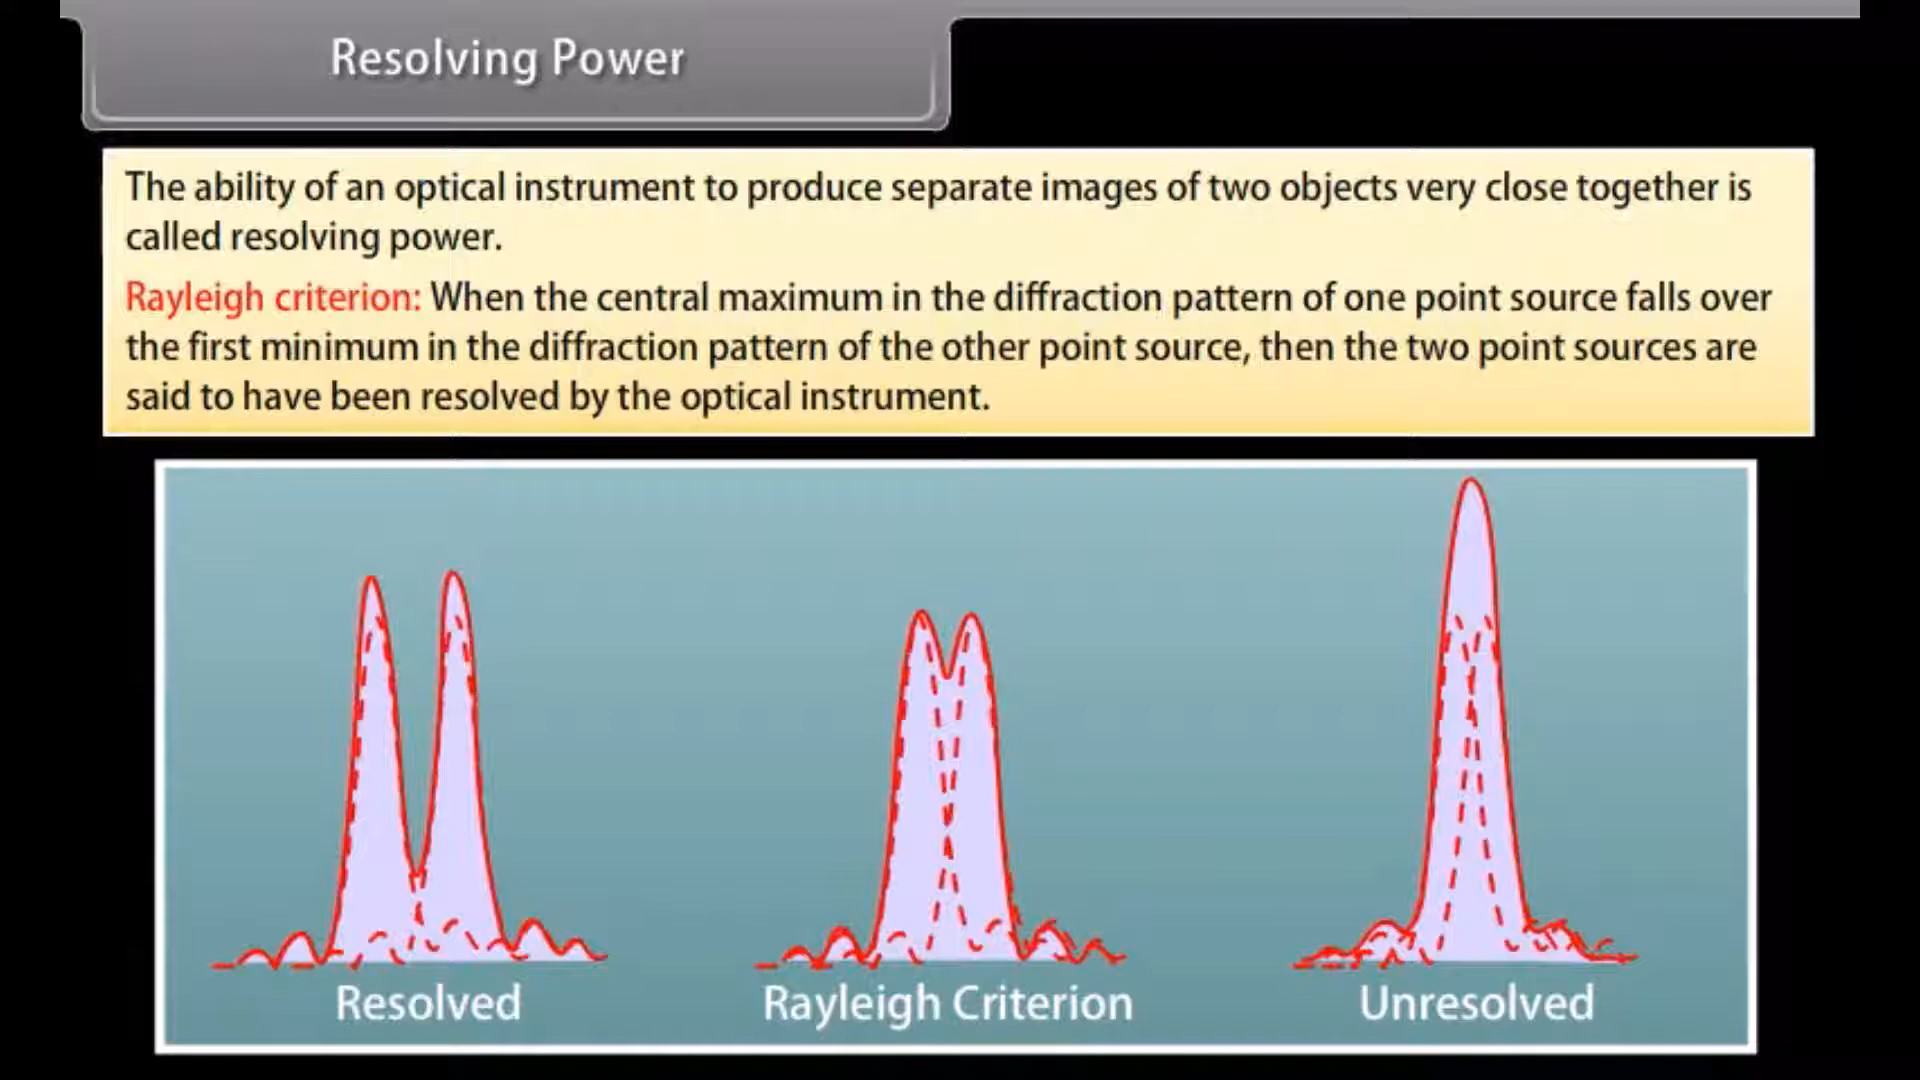 Resolving Power
The ability of an optical instrument to produce separate images of two objects very close together is
called resolving power.
Rayleigh criterion: When the central maximum in the diffraction pattern of one point source falls over
the first minimum in the diffraction pattern of the other point source, then the two point sources are
said to have been resolved by the optical instrument.
Resolved
Rayleigh Criterion
Unresolved